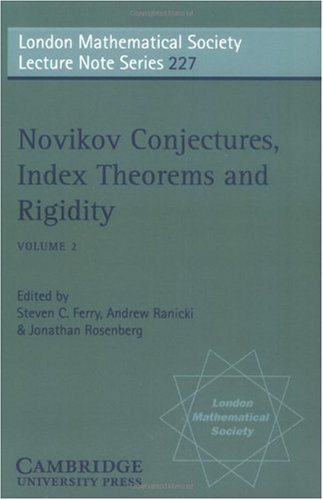 London Mathematical Society
Lecture Note Series 227
Novikov Conjectures,
Index Theorems and
Rigidity
VOLUME 2
Edited by
Steven C. Ferry, Andrew Ranicki
& Jonathan Rosenberg
London
Mathematical
Society
CAMBRIDGE
UNIVERSITY PRESS